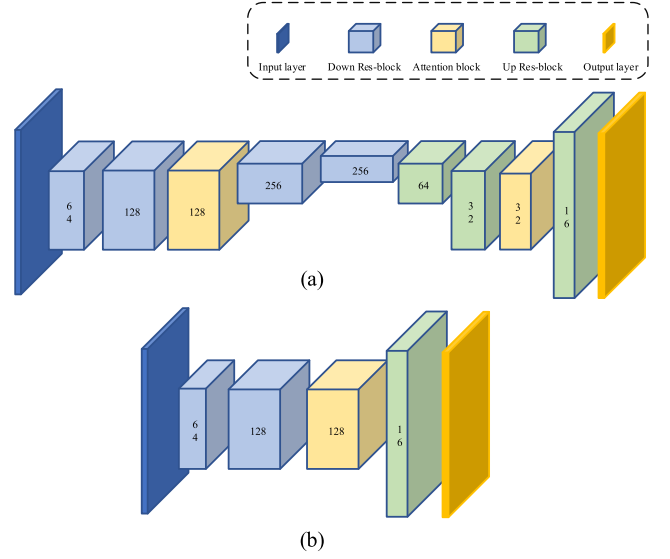 Input layer
Down Res-block
Attention block
Up Res-block
Output layer
6
4
128
128
256
256
64
3
2
3
2
1
6
(a)
6
4
128
128
1
6
(b)